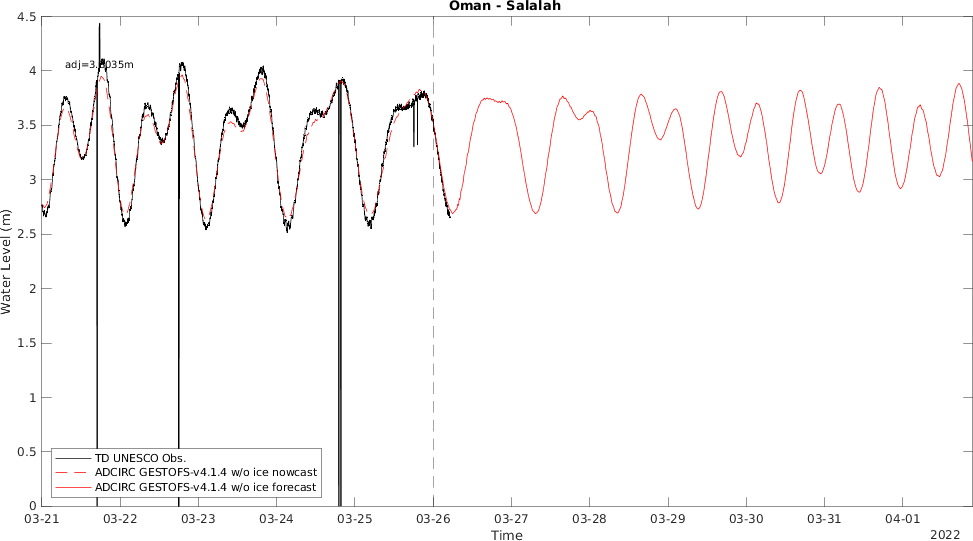 Oman - Salalah
4.5
4
3.5
3
2.5
2
1.5
1
0.5
0
Water Level (m)
TD UNESCO Obs.
ADCIRC GESTOFS-v4.1.4 w/o ice nowcast
ADCIRC GESTOFS-v4.1.4 w/o ice forecast
03-21 03-22 03-23 03-24 03-25 03-26 03-27 03-28 03-29 03-30 03-31 04-01
Time
2022